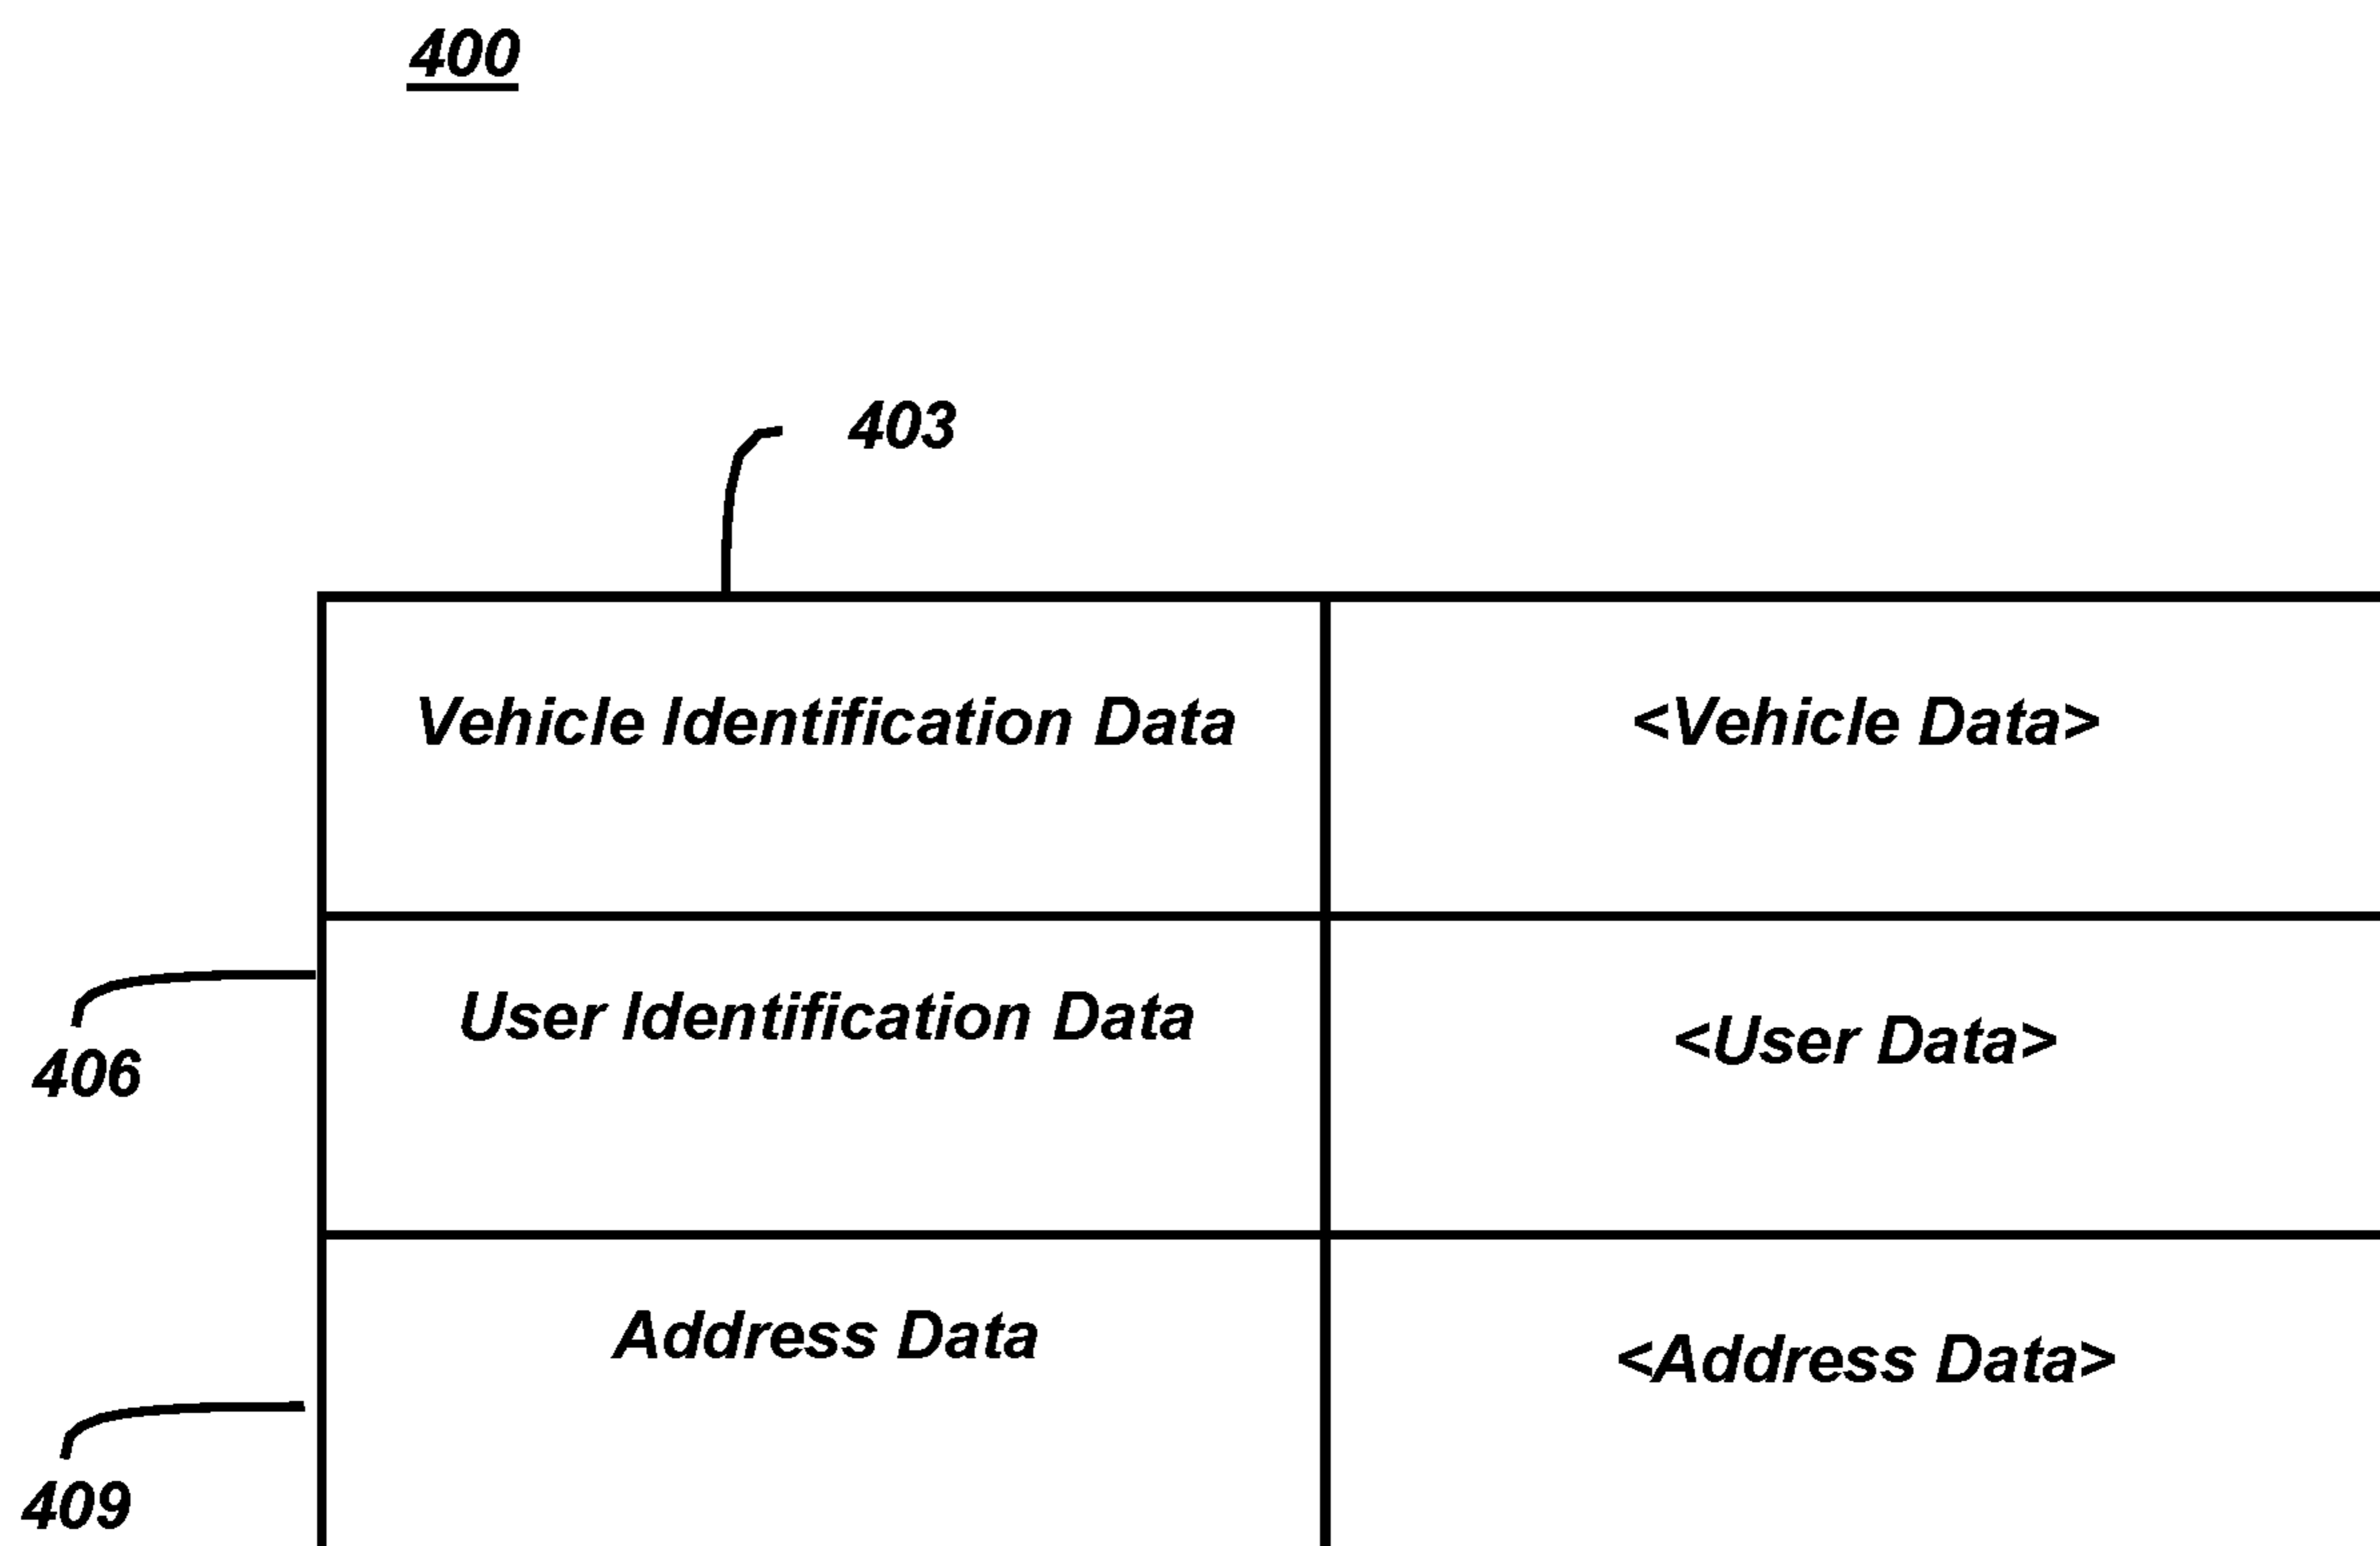 400
403
Vehicle Identification Data
<Vehicle Data>
User Identification Data
<User Data>
406
Address Data
<Address Data>
409